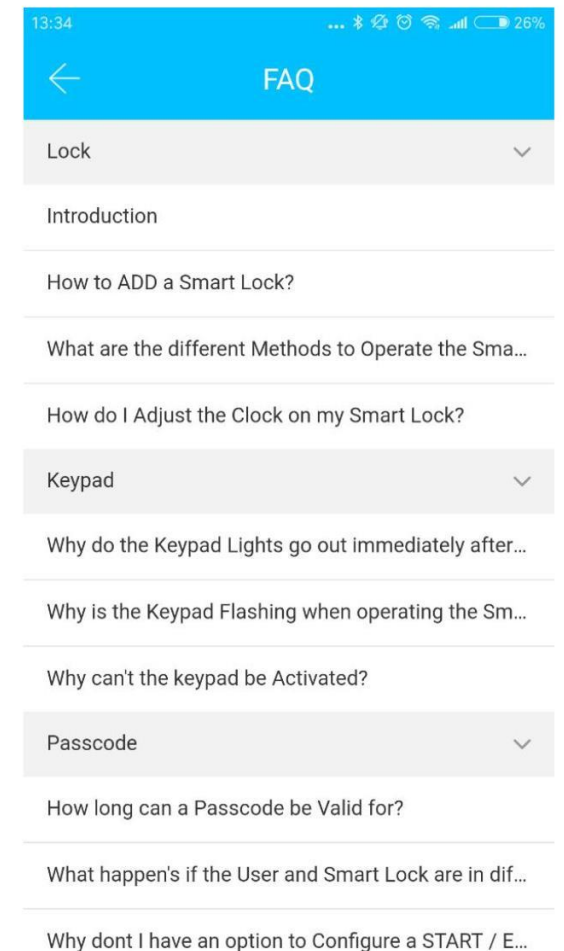 13:34 ... 26%
FAQ
Lock
Introduction
How to ADD a Smart Lock?
What are the different Methods to Operate the Sma...
How do I Adjust the Clock on my Smart Lock?
Keypad
Why do the Keypad Lights go out immediately after...
Why is the Keypad Flashing when operating the Sm...
Why can't the keypad be Activated?
Passcode
How long can a Passcode be Valid for?
What happen's if the User and Smart Lock are in dif...
Why dont I have an option to Configure a START / E...